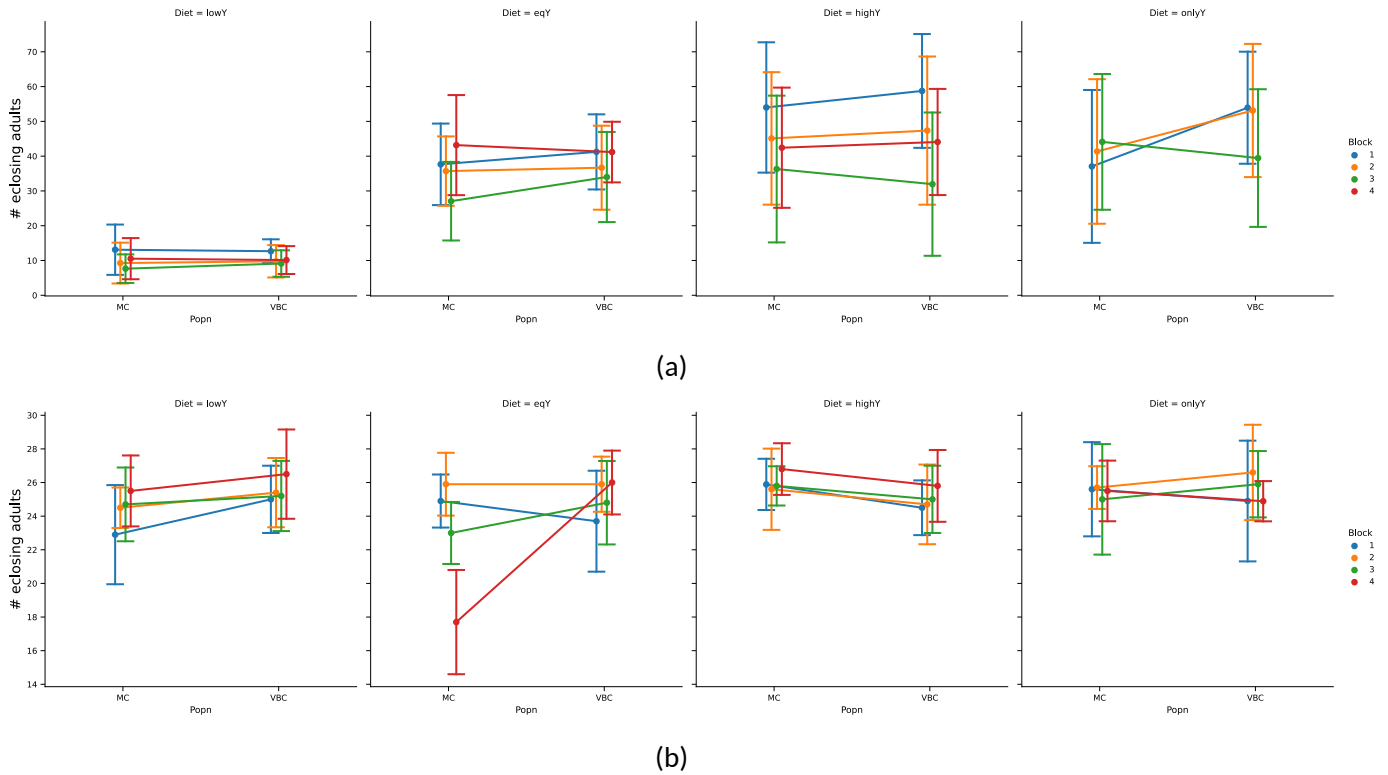 Diet = lowY
Diet = eqY
Diet = highY
Diet = onlyY
# eclosing adults
70
60
50
40
30
20
10
0
MC VBC
MC VBC
MC VBC
MC VBC
Popn
Popn
Popn
Popn
Block
1
2
3
4
(a)
Diet = lowY
Diet = eqY
Diet = highY
Diet = onlyY
# eclosing adults
30
28
26
24
22
20
18
16
14
MC VBC
MC VBC
MC VBC
MC VBC
Popn
Popn
Popn
Popn
Block
1
2
3
4
(b)